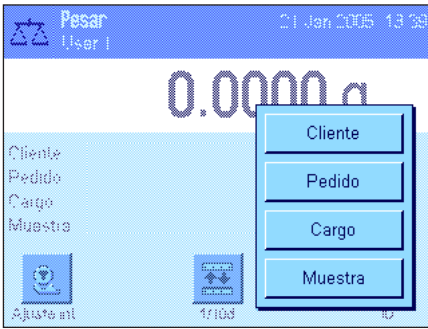 Pesar
21 Jan 2005 13:39
User 1
0.0000 g
Cliente
Pedido
Cargo
Muestra
Cliente
Pedido
Cargo
Muestra
Ajuste int.
1/10d
ID